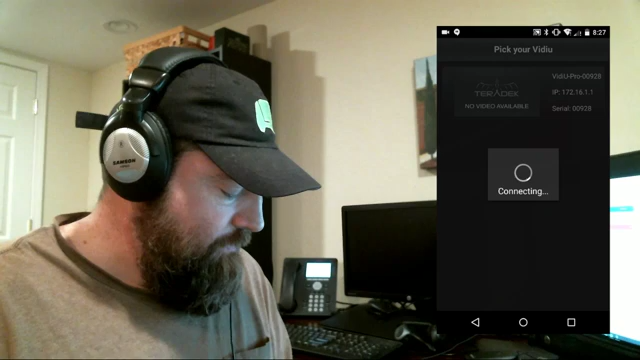 8:27
Pick your Vidiu
VidiU-Pro-00928
TERADEK
IP: 172.16.1.1
NO VIDEO AVAILABLE
Serial: 00928
Connecting...
SAMSON